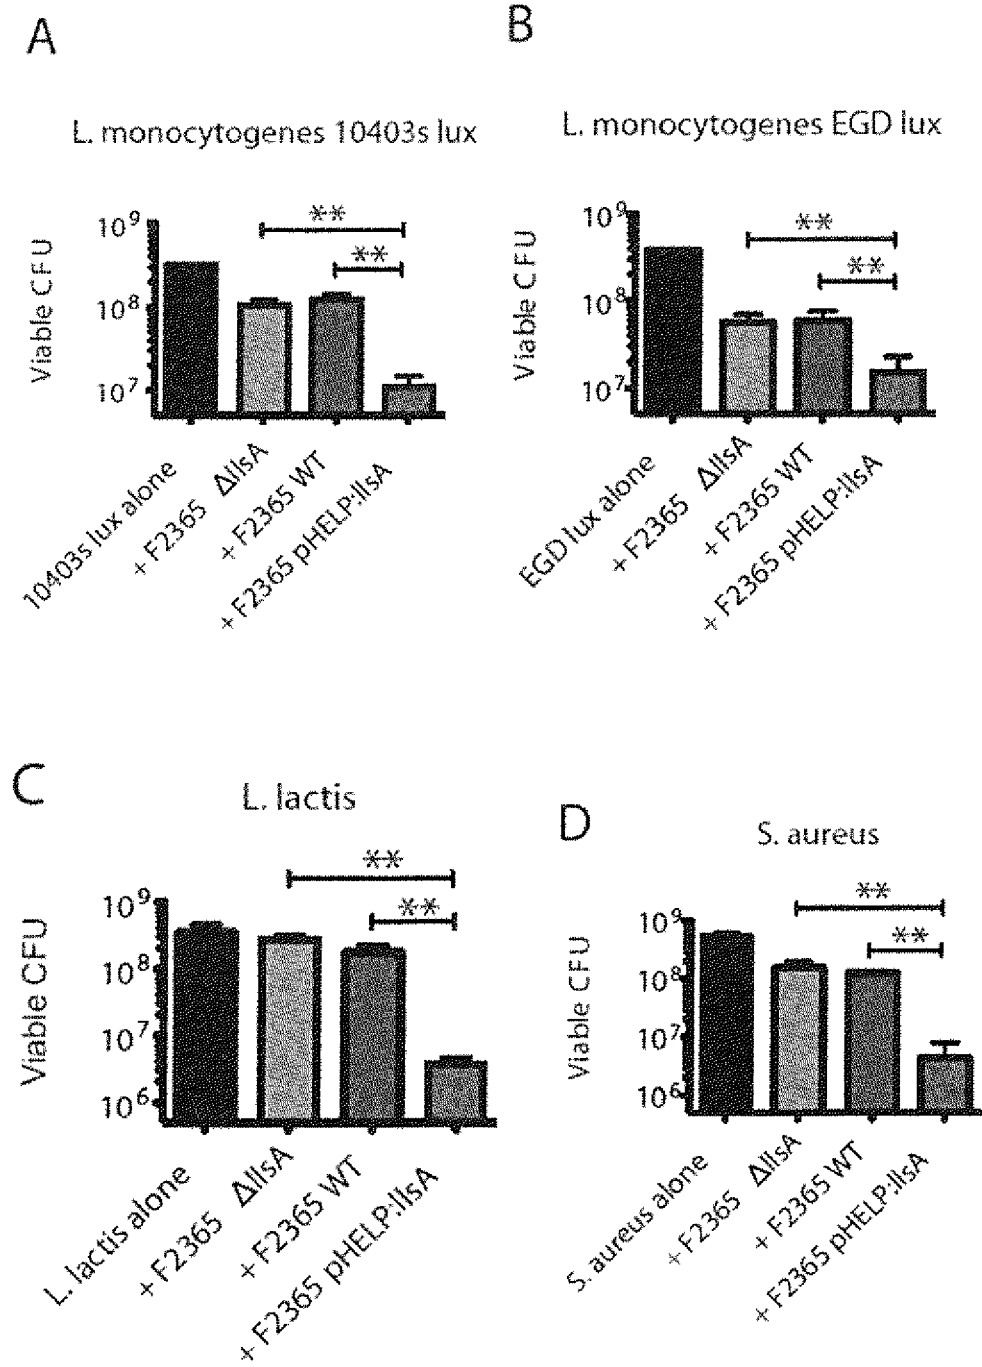 A
L. monocytogenes 10403s lux
Viable CFU
10⁹
10⁸
10⁷
**
**
10403s lux alone
+ F2365 ΔllsA
+ F2365 WT
+ F2365 pHELP:llsA
B
L. monocytogenes EGD lux
Viable CFU
10⁹
10⁸
10⁷
**
**
EGD lux alone
+ F2365 ΔllsA
+ F2365 WT
+ F2365 pHELP:llsA
C
L. lactis
Viable CFU
10⁹
10⁸
10⁷
10⁶
**
**
L. lactis alone
+ F2365 ΔllsA
+ F2365 WT
+ F2365 pHELP:llsA
D
S. aureus
Viable CFU
10⁹
10⁸
10⁷
10⁶
**
**
S. aureus alone
+ F2365 ΔllsA
+ F2365 WT
+ F2365 pHELP:llsA